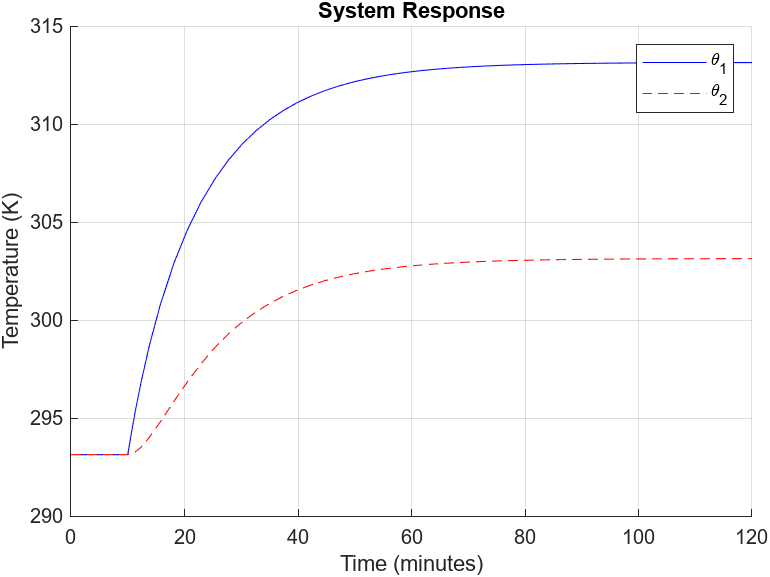 System Response
315
310
305
300
295
290
Temperature (K)
0 20 40 60 80 100 120
Time (minutes)
θ1
θ2